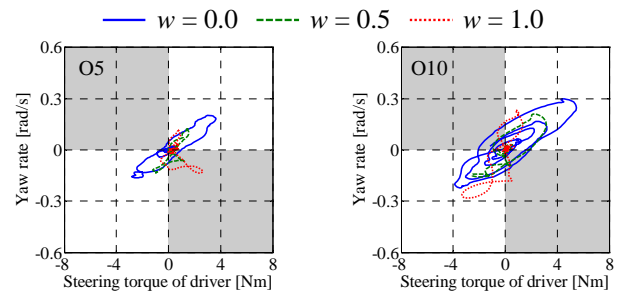 w = 0.0 w = 0.5 w = 1.0
O5
Yaw rate [rad/s]
0.6
0.3
0
-0.3
-0.6
-8 -4 0 4 8
Steering torque of driver [Nm]
O10
Yaw rate [rad/s]
0.6
0.3
0
-0.3
-0.6
-8 -4 0 4 8
Steering torque of driver [Nm]